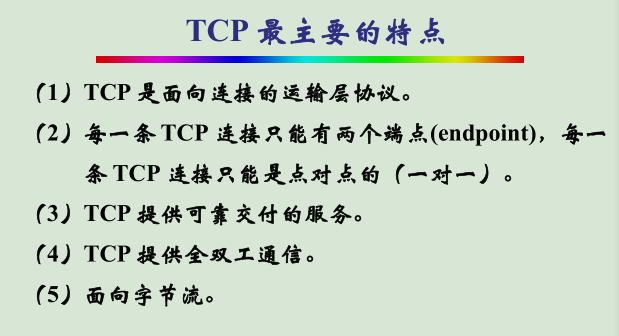 TCP 最主要的特点
（1）TCP 是面向连接的运输层协议。
（2）每一条 TCP 连接只能有两个端点(endpoint)，每一
条 TCP 连接只能是点对点的（一对一）。
（3）TCP 提供可靠交付的服务。
（4）TCP 提供全双工通信。
（5）面向字节流。